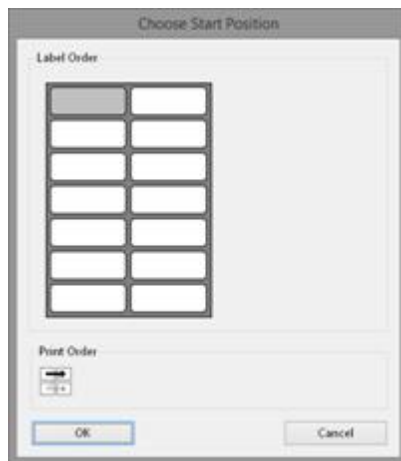 Choose Start Position
Label Order
Print Order
OK
Cancel